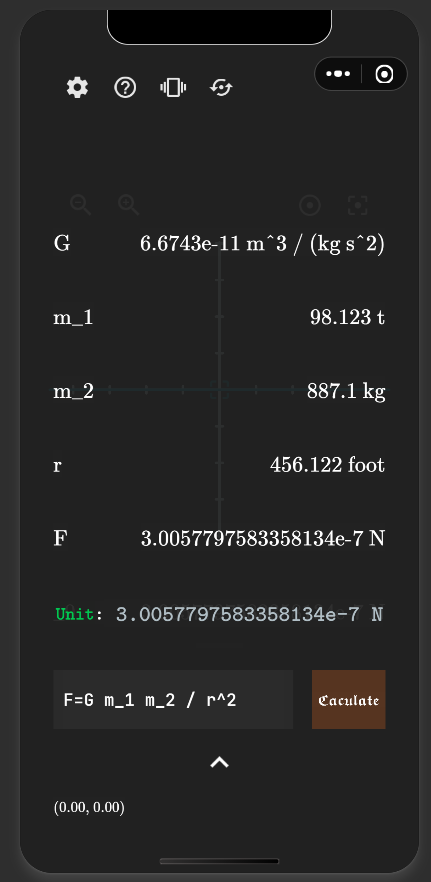 G 6.6743e-11 m^3 / (kg s^2)
m_1 98.123 t
m_2 887.1 kg
r 456.122 foot
F 3.0057797583358134e-7 N
Unit: 3.0057797583358134e-7 N
F=G m_1 m_2 / r^2 Caculate
(0.00, 0.00)